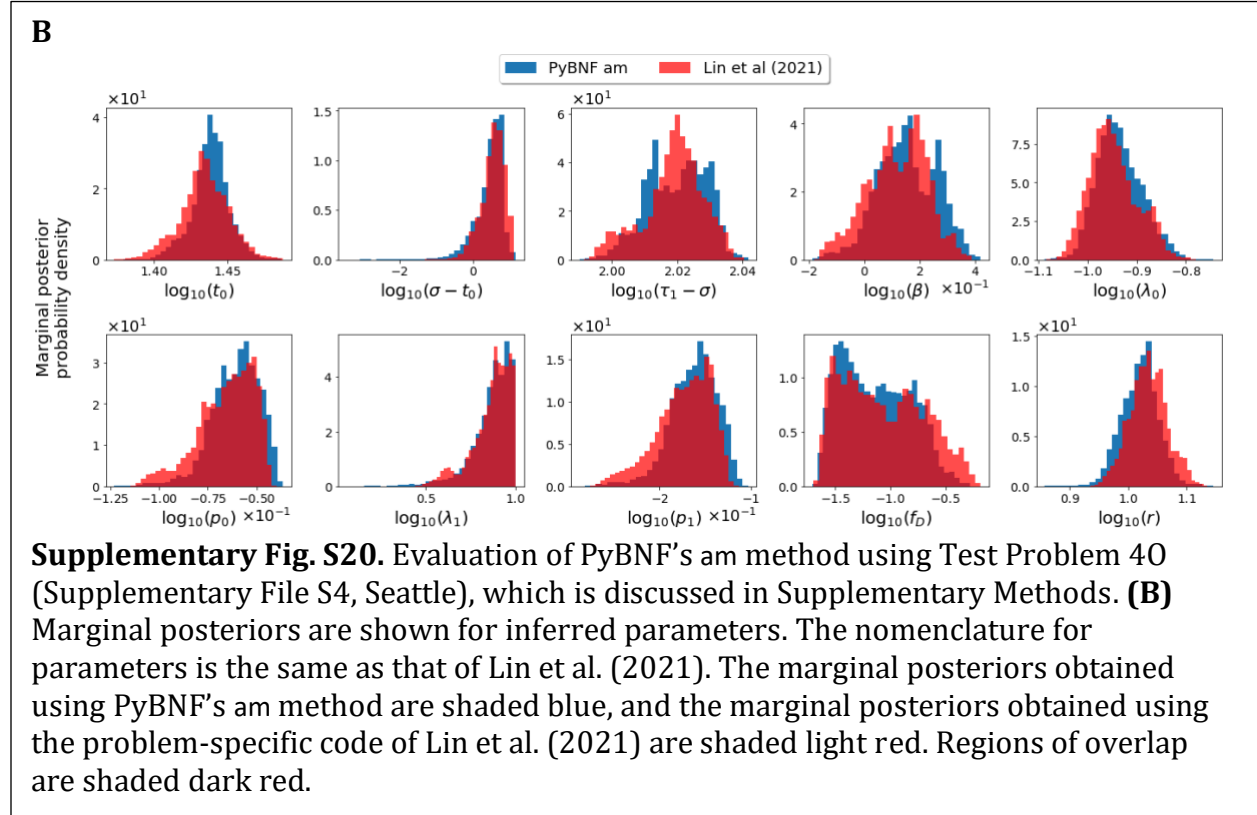 B
PyBNF am Lin et al (2021)
Marginal posterior
probability density
×10¹ ×10¹ ×10¹
4 1.5 6 4 7.5
2 1.0 4 2 5.0
0 0.5 2 0 2.5
0.0 0 0.0
1.40 1.45 −2 0 2.00 2.02 2.04 −2 0 2 4 −1.1 −1.0 −0.9 −0.8
log₁₀(t₀) log₁₀(σ − t₀) log₁₀(τ₁ − σ) log₁₀(β) ×10⁻¹ log₁₀(λ₀)
×10¹ ×10¹ ×10¹
3 4 1.5 1.0 1.5
2 2 1.0 0.5 1.0
1 0 0.5 0.0 0.5
0 0.0 0.0
−1.25 −1.00 −0.75 −0.50 0.5 1.0 −2 −1 −1.5 −1.0 −0.5 0.9 1.0 1.1
log₁₀(p₀) ×10⁻¹ log₁₀(λ₁) log₁₀(p₁) ×10⁻¹ log₁₀(f_D) log₁₀(r)
Supplementary Fig. S20. Evaluation of PyBNF’s am method using Test Problem 4O
(Supplementary File S4, Seattle), which is discussed in Supplementary Methods. (B)
Marginal posteriors are shown for inferred parameters. The nomenclature for
parameters is the same as that of Lin et al. (2021). The marginal posteriors obtained
using PyBNF’s am method are shaded blue, and the marginal posteriors obtained using
the problem-specific code of Lin et al. (2021) are shaded light red. Regions of overlap
are shaded dark red.